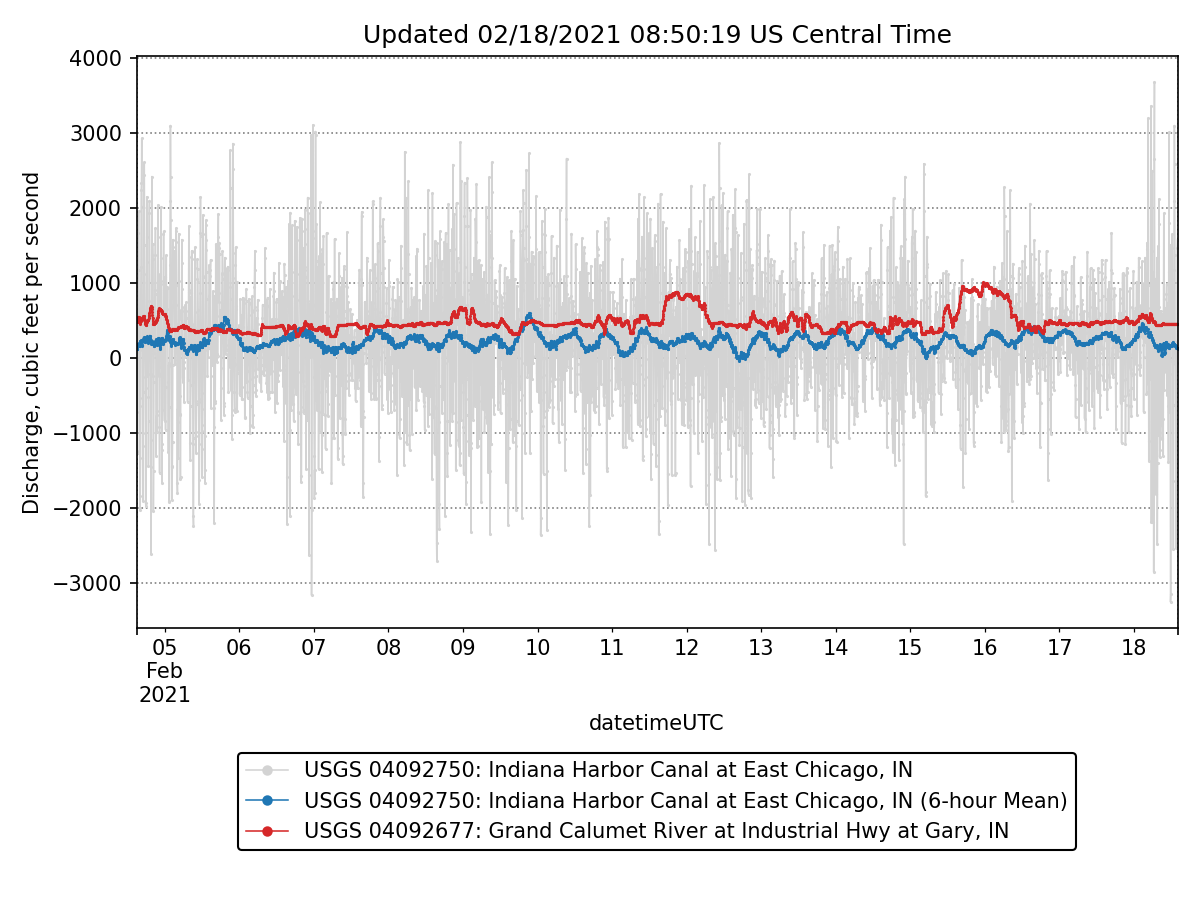 Updated 02/18/2021 08:50:19 US Central Time
Discharge, cubic feet per second
4000
3000
2000
1000
0
−1000
−2000
−3000
05 06 07 08 09 10 11 12 13 14 15 16 17 18
Feb
2021
datetimeUTC
USGS 04092750: Indiana Harbor Canal at East Chicago, IN
USGS 04092750: Indiana Harbor Canal at East Chicago, IN (6-hour Mean)
USGS 04092677: Grand Calumet River at Industrial Hwy at Gary, IN